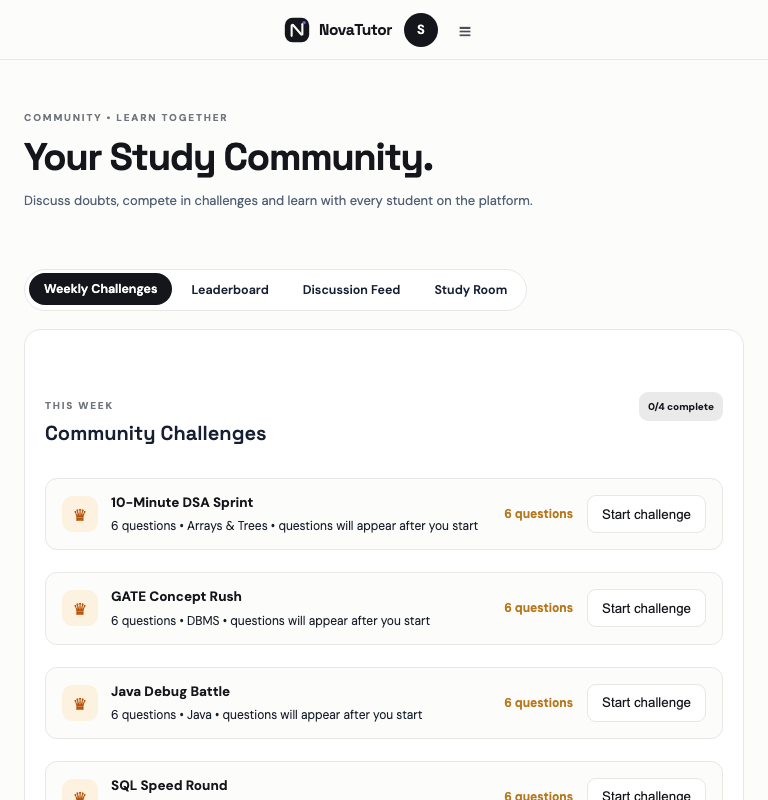 NovaTutor
S
COMMUNITY • LEARN TOGETHER
Your Study Community.
Discuss doubts, compete in challenges and learn with every student on the platform.
Weekly Challenges Leaderboard Discussion Feed Study Room
THIS WEEK
0/4 complete
Community Challenges
10-Minute DSA Sprint
6 questions • Arrays & Trees • questions will appear after you start
6 questions
Start challenge
GATE Concept Rush
6 questions • DBMS • questions will appear after you start
6 questions
Start challenge
Java Debug Battle
6 questions • Java • questions will appear after you start
6 questions
Start challenge
SQL Speed Round
6 questions
Start challenge